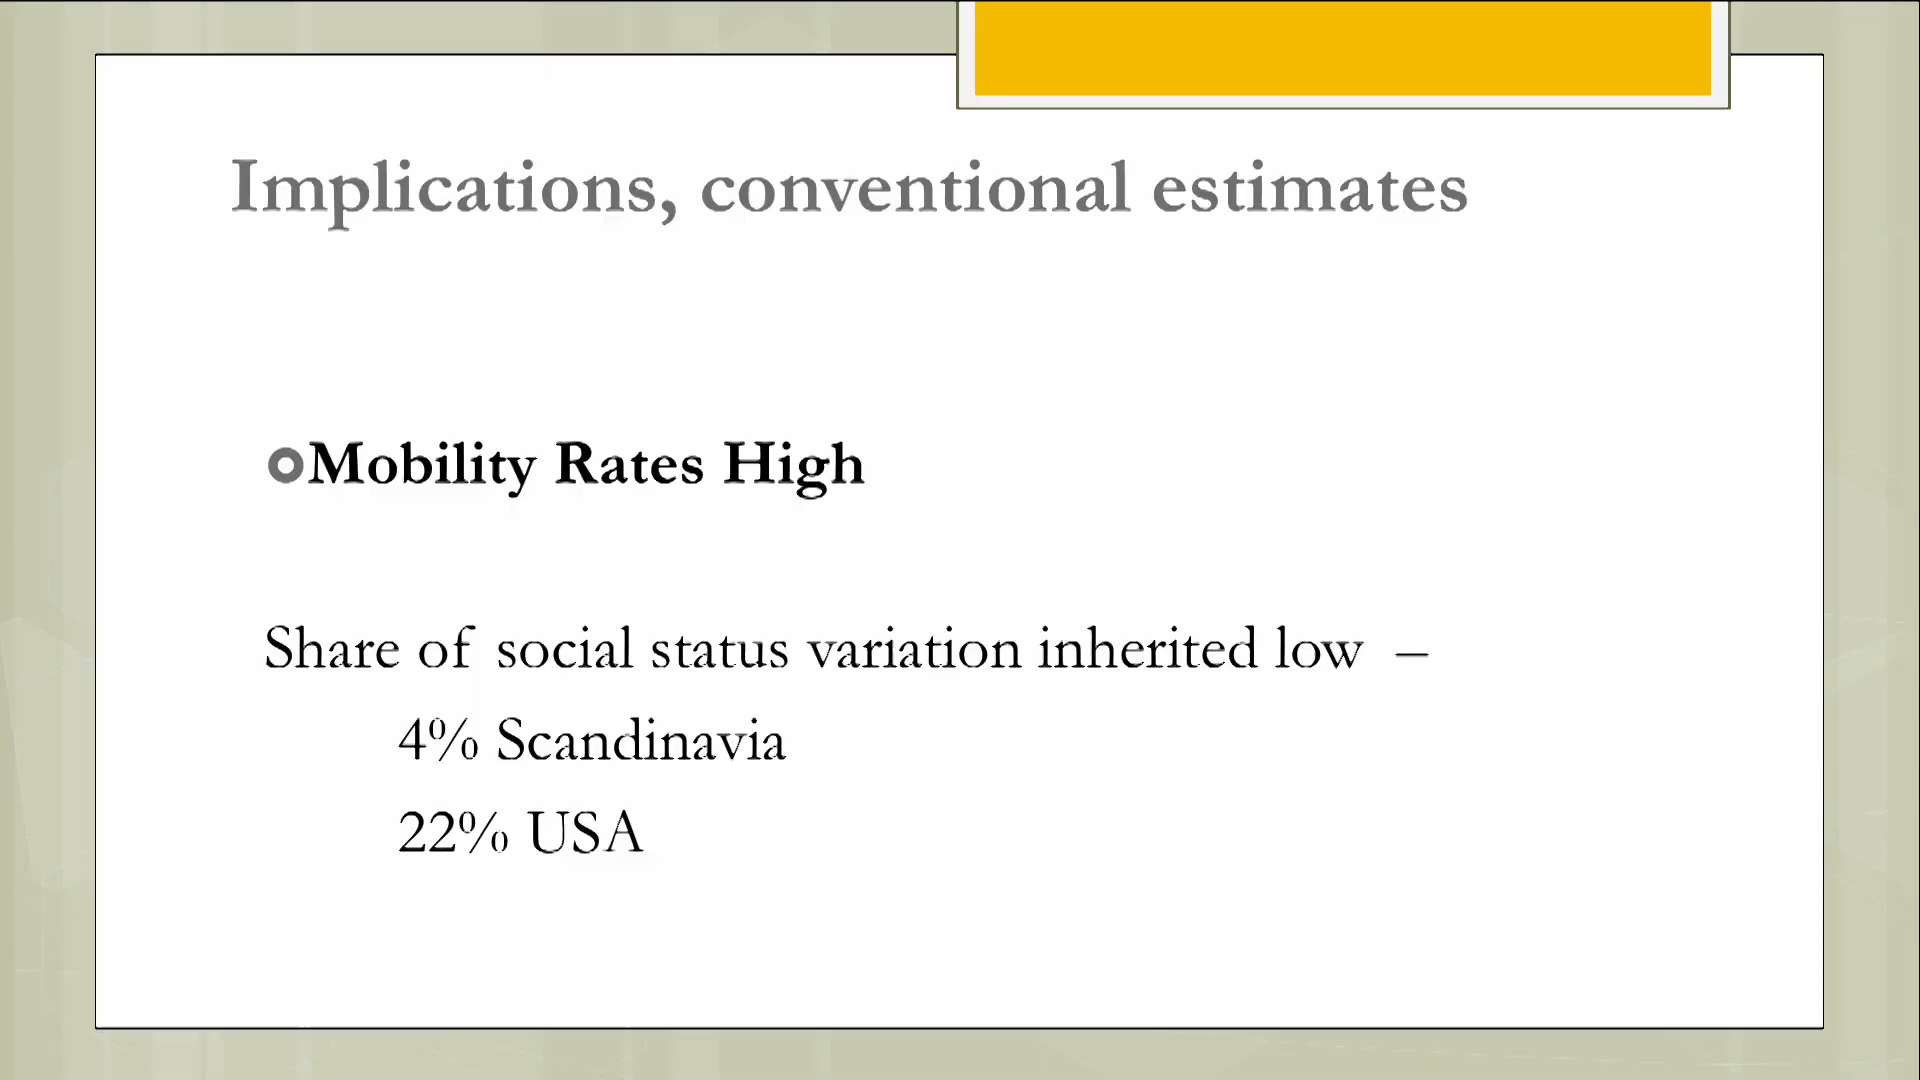 Implications, conventional estimates
Mobility Rates High
Share of social status variation inherited low –
4% Scandinavia
22% USA